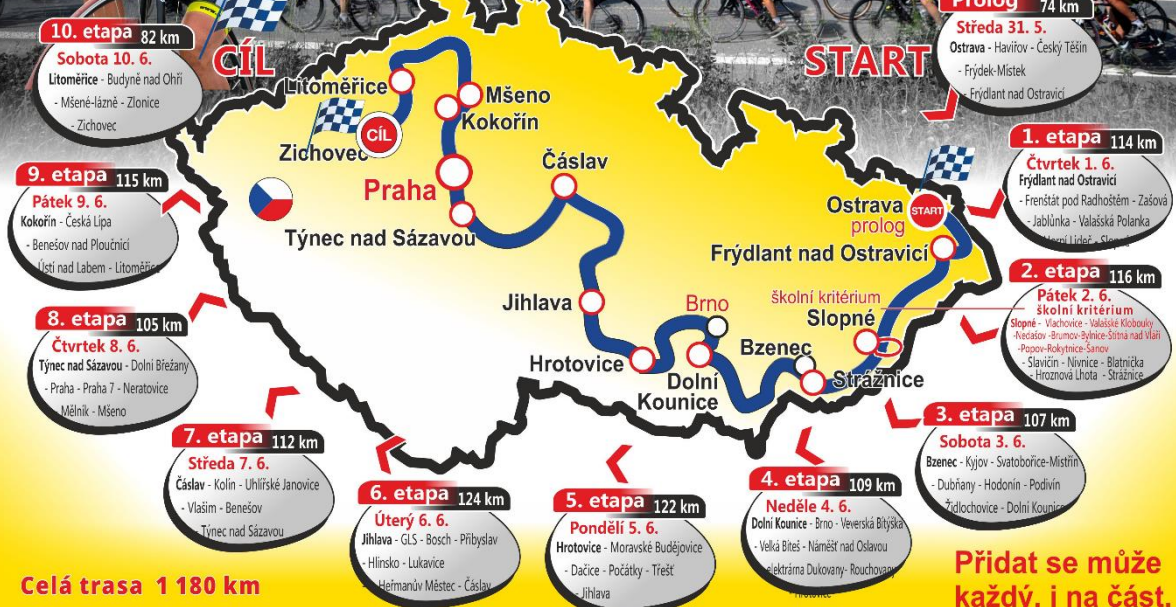 10. etapa 82 km
Sobota 10. 6.
Litoměřice - Budyně nad Ohří
- Mšené-lázně - Zlonice
- Zichovec
CÍL
START
Prolog 74 km
Středa 31. 5.
Ostrava - Haviřov - Český Těšín
- Frýdek-Místek
- Frýdlant nad Ostravicí
1. etapa 114 km
Čtvrtek 1. 6.
Frýdlant nad Ostravicí
- Frenštát pod Radhoštěm - Zašová
- Jablůnka - Valašská Polanka
- Horní Lideč - Slopné
2. etapa 116 km
Pátek 2. 6.
školní kritérium
Slopné - Vlachovice - Valašské Klobouky
-Nedašov -Brumov-Bylnice-Štítná nad Vláří
-Popov-Rokytnice-Šanov
- Slavičín - Nivnice - Blatnička
- Hroznová Lhota - Strážnice
3. etapa 107 km
Sobota 3. 6.
Bzenec - Kyjov - Svatobořice-Mistřín
- Dubňany - Hodonín - Podivín
Židlochovice - Dolní Kounice
4. etapa 109 km
Neděle 4. 6.
Dolní Kounice - Brno - Veverská Bítýška
- Velká Bíteš - Náměšť nad Oslavou
elektrárna Dukovany- Rouchovany
- Hrotovice
5. etapa 122 km
Pondělí 5. 6.
Hrotovice - Moravské Budějovice
- Dačice - Počátky - Třešť
- Jihlava
6. etapa 124 km
Úterý 6. 6.
Jihlava - GLS - Bosch - Přibyslav
- Hlinsko - Lukavice
- Heřmanův Městec - Čáslav
7. etapa 112 km
Středa 7. 6.
Čáslav - Kolín - Uhlířské Janovice
- Vlašim - Benešov
- Týnec nad Sázavou
8. etapa 105 km
Čtvrtek 8. 6.
Týnec nad Sázavou - Dolní Břežany
- Praha - Praha 7 - Neratovice
- Mělník - Mšeno
9. etapa 115 km
Pátek 9. 6.
Kokořín - Česká Lípa
- Benešov nad Ploučnicí
- Ústí nad Labem - Litoměřice
Litoměřice
Mšeno
Kokořín
CÍL
Zichovec
Praha
Čáslav
Týnec nad Sázavou
Ostrava
START
prolog
Frýdlant nad Ostravicí
Jihlava
Brno
školní kritérium
Slopné
Hrotovice
Bzenec
Dolní
Kounice
Strážnice
Celá trasa 1 180 km
Přidat se může
každý, i na část.